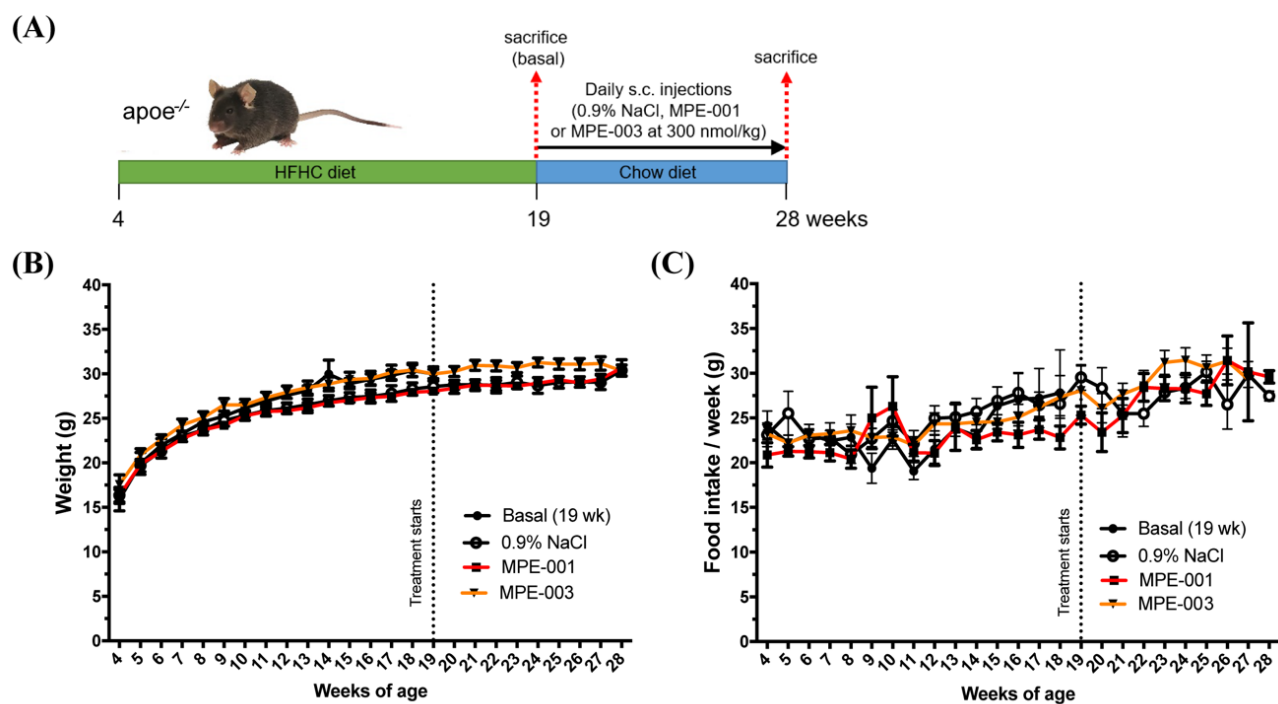 (A)
apoe-/-
sacrifice
(basal)
Daily s.c. injections
(0.9% NaCl, MPE-001
or MPE-003 at 300 nmol/kg)
sacrifice
HFHC diet
Chow diet
4
19
28 weeks
(B)
Weight (g)
40
35
30
25
20
15
10
5
0
Treatment starts
Basal (19 wk)
0.9% NaCl
MPE-001
MPE-003
4 5 6 7 8 9 10 11 12 13 14 15 16 17 18 19 20 21 22 23 24 25 26 27 28
Weeks of age
(C)
Food intake / week (g)
40
35
30
25
20
15
10
5
0
Treatment starts
Basal (19 wk)
0.9% NaCl
MPE-001
MPE-003
4 5 6 7 8 9 10 11 12 13 14 15 16 17 18 19 20 21 22 23 24 25 26 27 28
Weeks of age